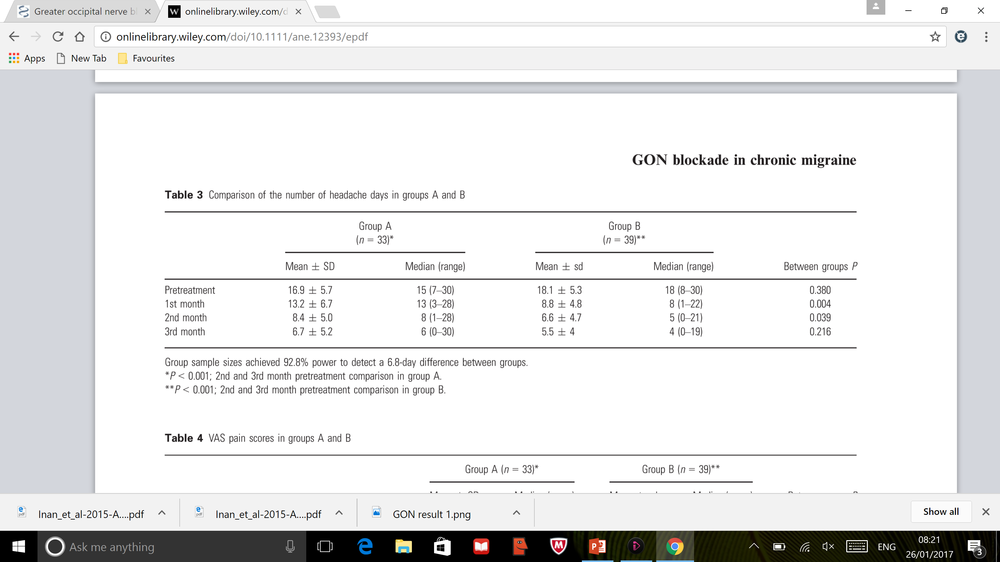 Greater occipital nerve bl
onlinelibrary.wiley.com/d
onlinelibrary.wiley.com/doi/10.1111/ane.12393/epdf
Apps New Tab Favourites
GON blockade in chronic migraine
Table 3 Comparison of the number of headache days in groups A and B
Group A Group B
(n = 33)* (n = 39)**
Mean ± SD Median (range) Mean ± sd Median (range) Between groups P
Pretreatment 16.9 ± 5.7 15 (7–30) 18.1 ± 5.3 18 (8–30) 0.380
1st month 13.2 ± 6.7 13 (3–28) 8.8 ± 4.8 8 (1–22) 0.004
2nd month 8.4 ± 5.0 8 (1–28) 6.6 ± 4.7 5 (0–21) 0.039
3rd month 6.7 ± 5.2 6 (0–30) 5.5 ± 4 4 (0–19) 0.216
Group sample sizes achieved 92.8% power to detect a 6.8-day difference between groups.
*P < 0.001; 2nd and 3rd month pretreatment comparison in group A.
**P < 0.001; 2nd and 3rd month pretreatment comparison in group B.
Table 4 VAS pain scores in groups A and B
Group A (n = 33)* Group B (n = 39)**
Inan_et_al-2015-A....pdf Inan_et_al-2015-A....pdf GON result 1.png Show all
Ask me anything ENG 08:21
26/01/2017 3